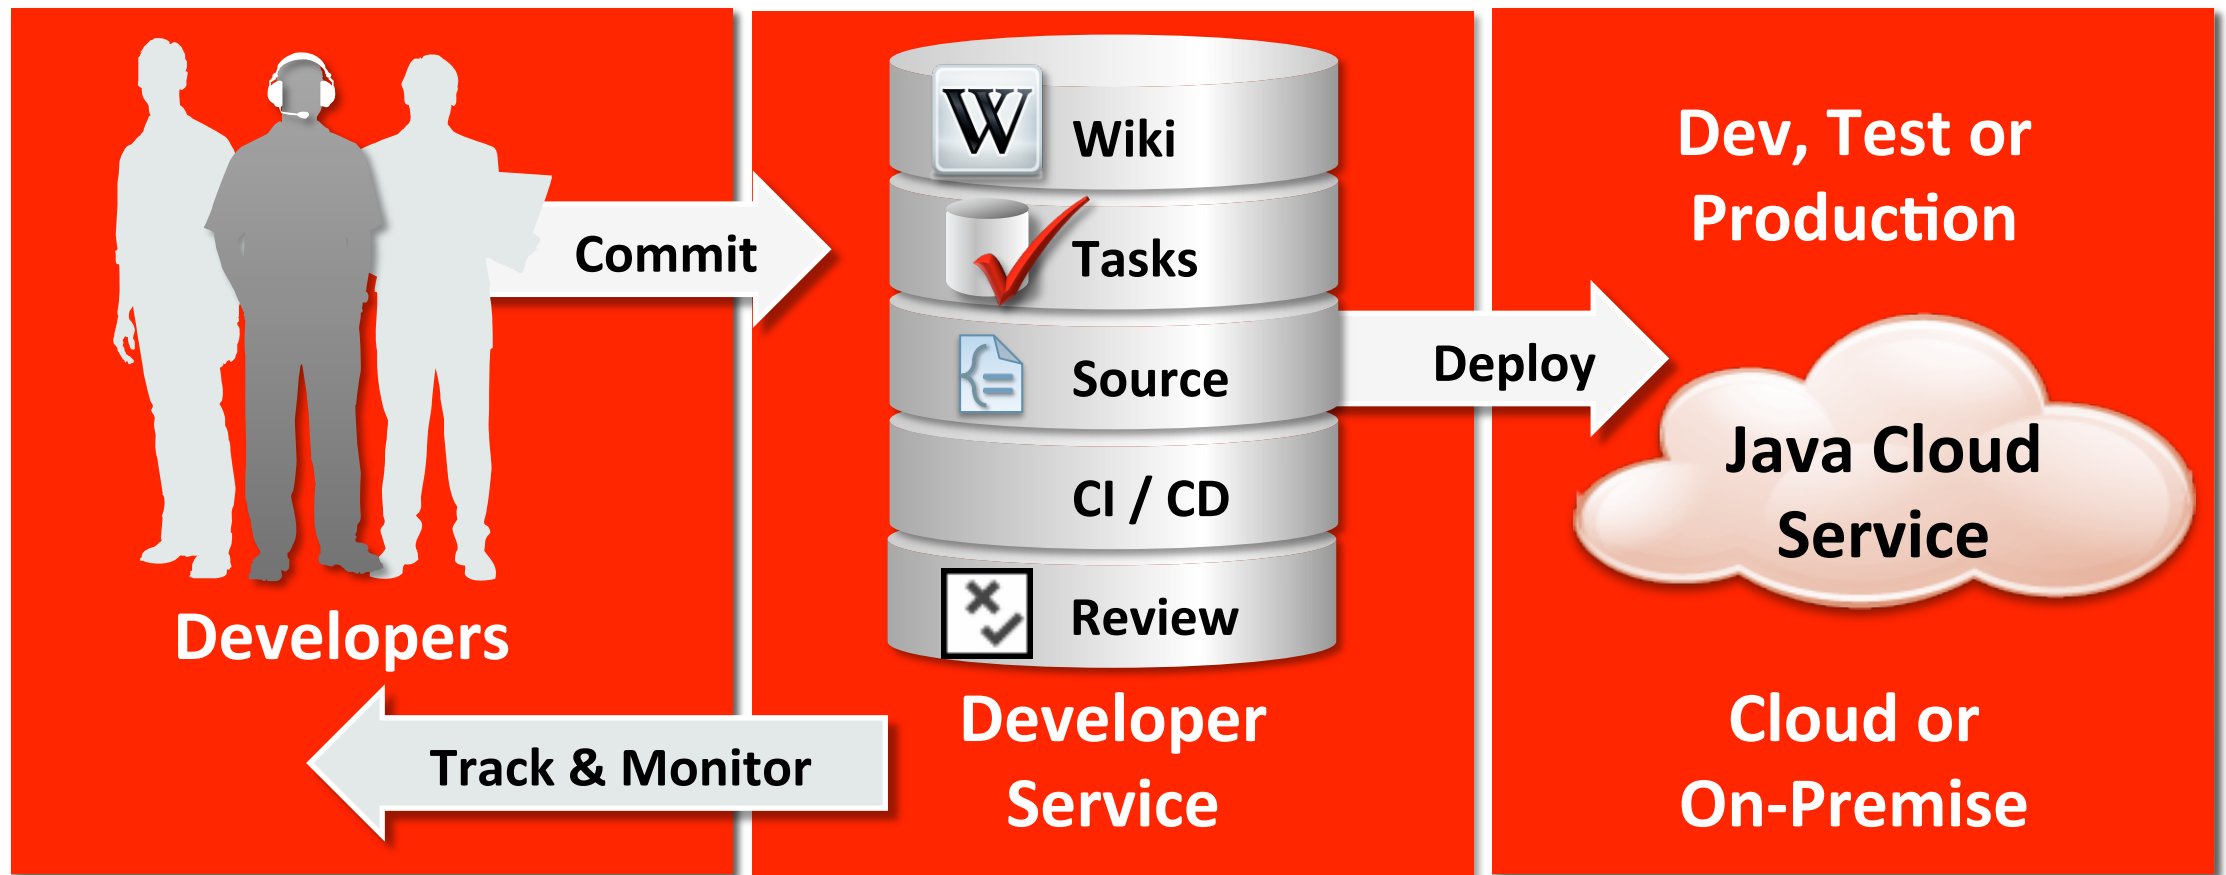 Developers
Commit
Track & Monitor
W
Wiki
Tasks
Source
CI / CD
Review
Developer
Service
Deploy
Dev, Test or
Production
Java Cloud
Service
Cloud or
On-Premise